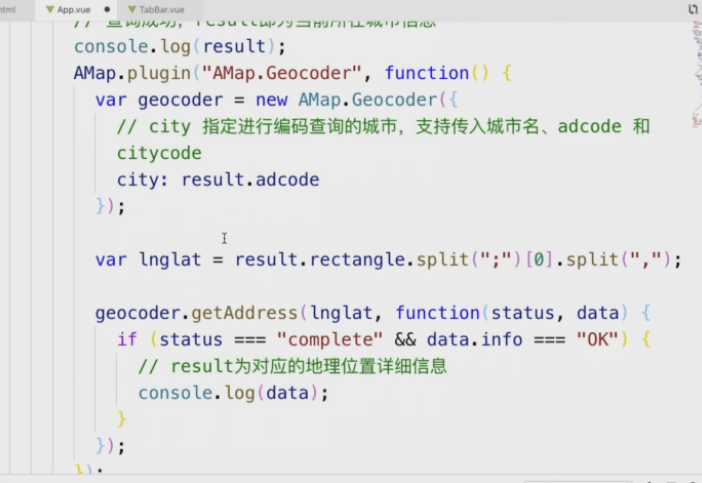 html App.vue TabBar.vue
// 查询成功，result即为当前所在城市信息
console.log(result);
AMap.plugin("AMap.Geocoder", function() {
var geocoder = new AMap.Geocoder({
// city 指定进行编码查询的城市，支持传入城市名、adcode 和
citycode
city: result.adcode
});
var lnglat = result.rectangle.split(";")[0].split(",");
geocoder.getAddress(lnglat, function(status, data) {
if (status === "complete" && data.info === "OK") {
// result为对应的地理位置详细信息
console.log(data);
}
});
});